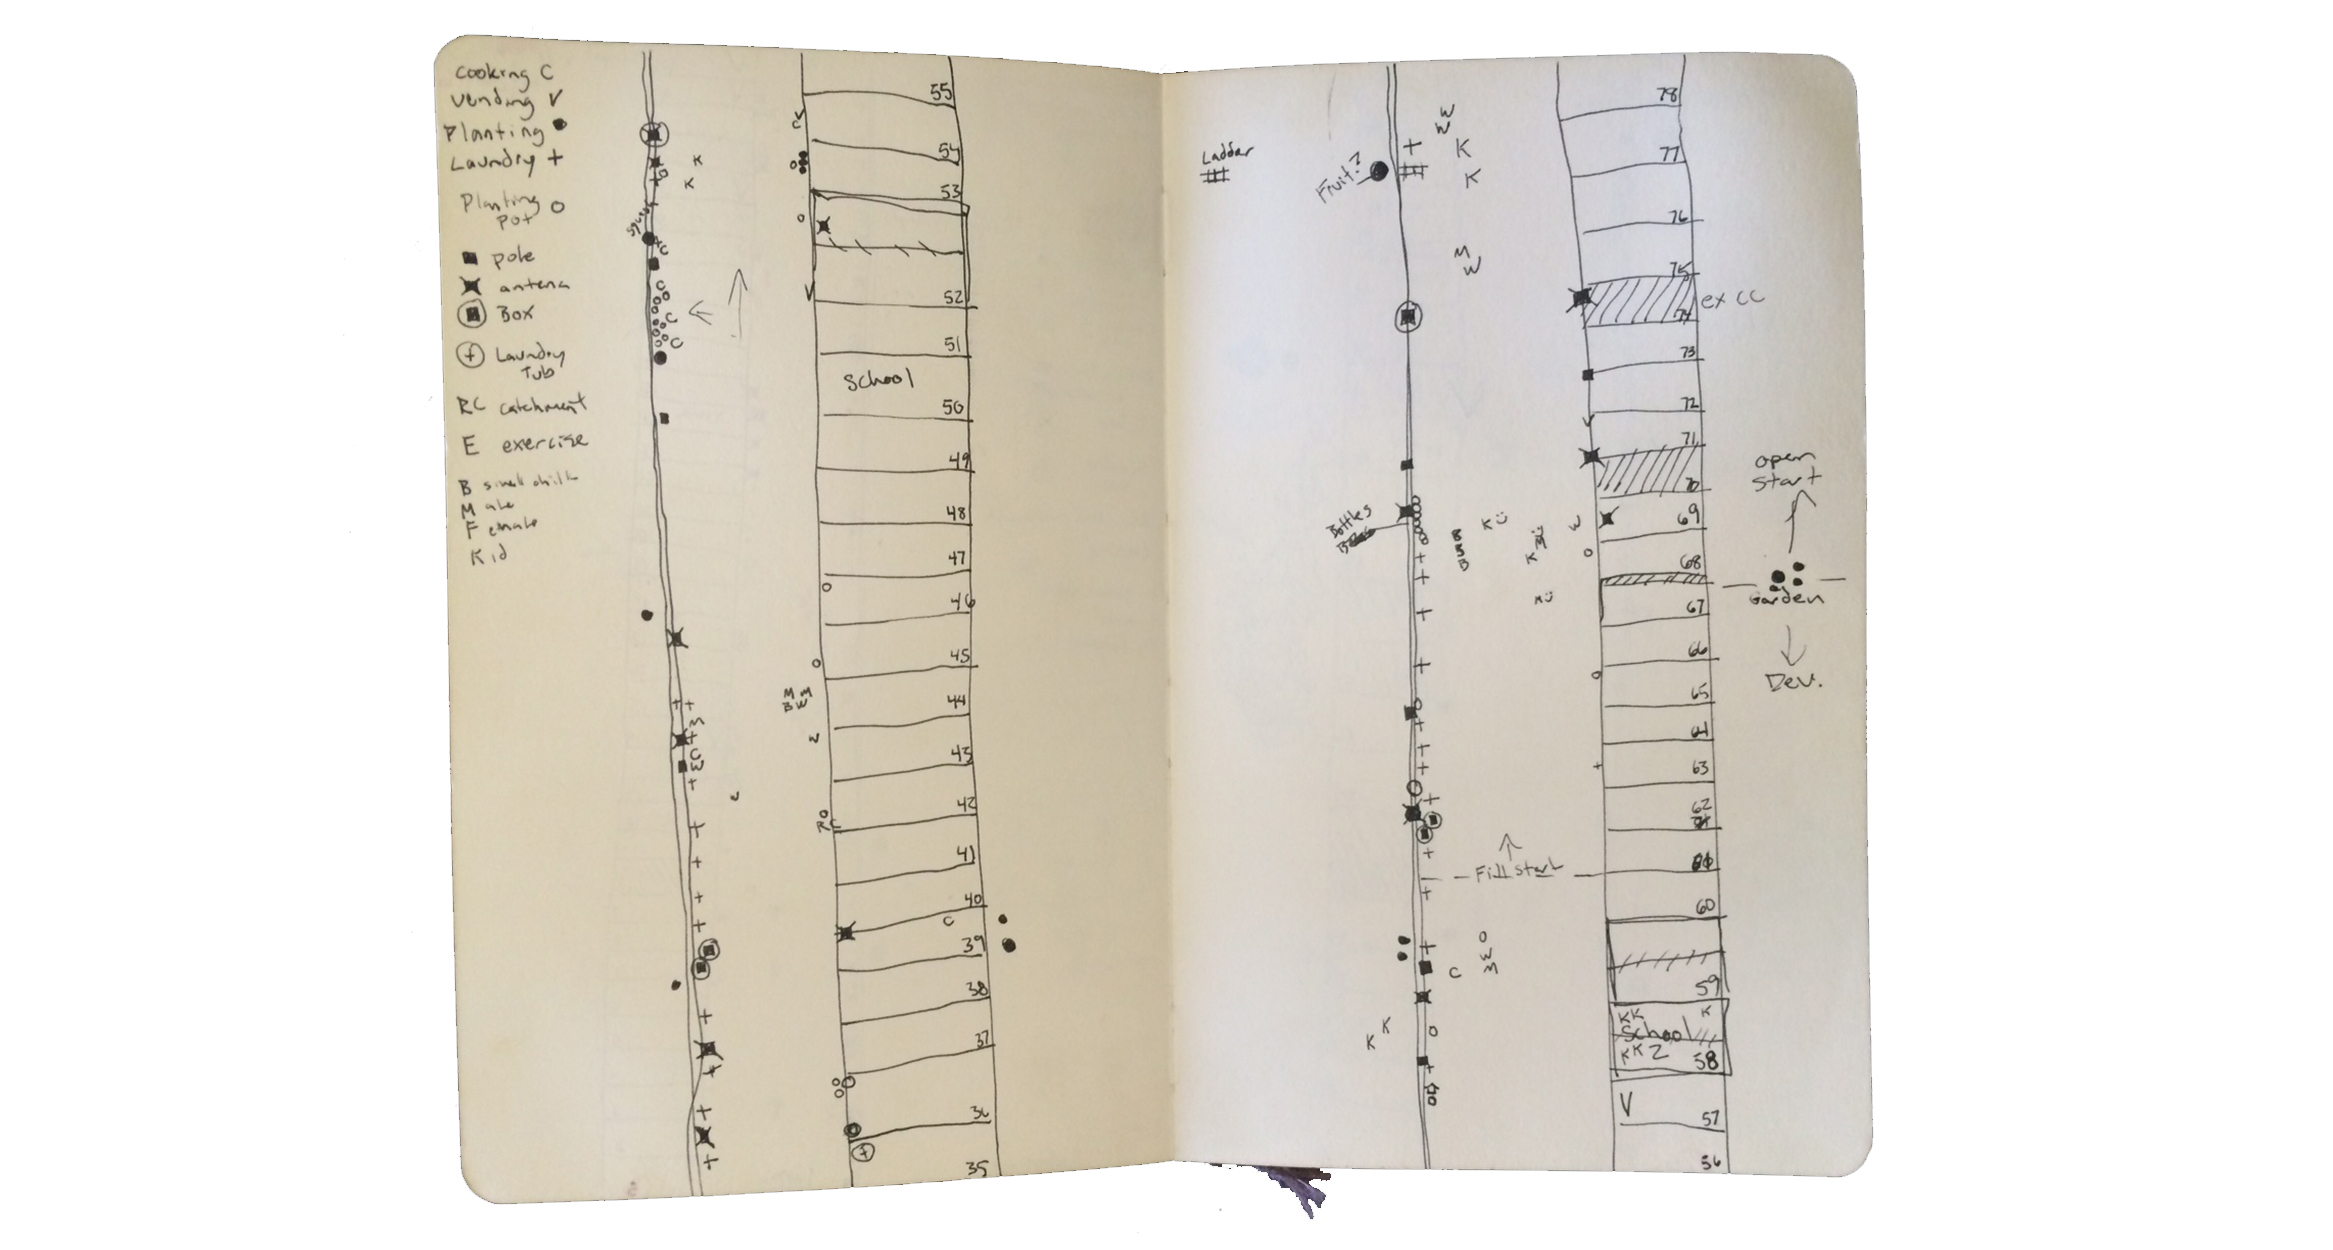 cooking C
vending V
Planting
Laundry +
Planting
pot
pole
antena
Box
+ Laundry
Tub
RC catchment
E exercise
B small child
Male
Female
Kid
K
K
C
C
C
C
+ +
M
C
W
V
V
C
V
M M
B W
W
RC
55
54
53
52
51
School
50
49
48
47
46
45
44
43
42
41
40
C
39
38
37
36
35
Laddar
Fruit?
W
W
K
K
M
W
Bottles
K
B
B
B
M
K
M
W
Fill start
O
W
M
C
K
K
78
77
76
75
ex CC
74
73
72
V
71
70
69
68
67
66
65
64
63
62
60
59
KK K
School
KK2
58
V
57
56
open
start
Garden
Dev.